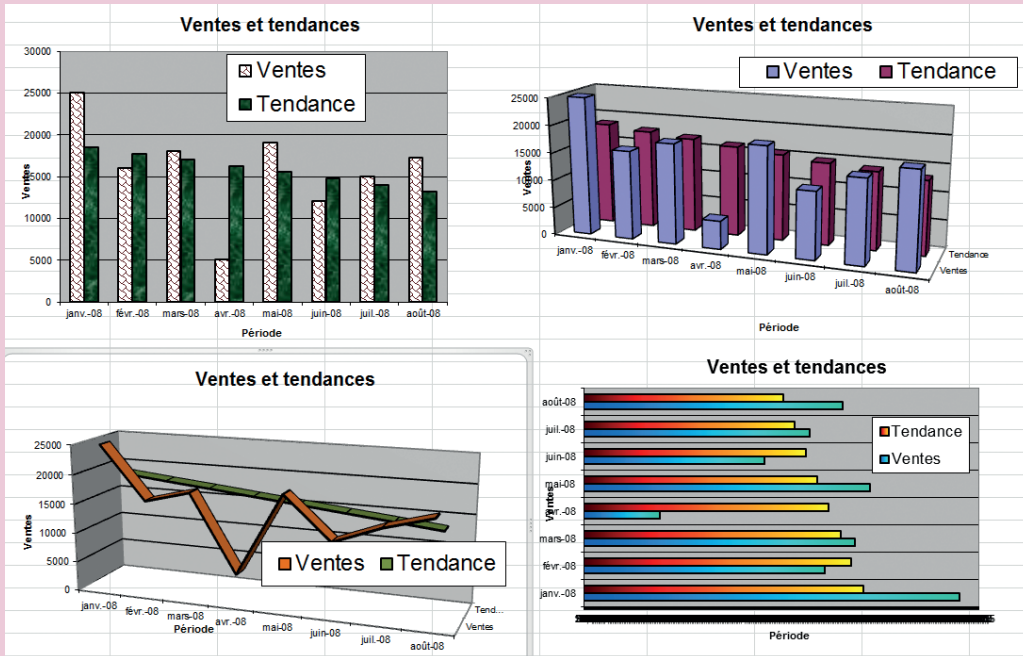 Ventes et tendances
Ventes
Tendance
30000
25000
20000
15000
10000
5000
0
Ventes
janv.-08 févr.-08 mars-08 avr.-08 mai-08 juin-08 juil.-08 août-08
Période
Ventes et tendances
Ventes Tendance
25000
20000
15000
10000
5000
0
Ventes
janv.-08 févr.-08 mars-08 avr.-08 mai-08 juin-08 juil.-08 août-08
Tendance
Ventes
Période
Ventes et tendances
25000
20000
15000
10000
5000
0
Ventes
Ventes Tendance
janv.-08 févr.-08 mars-08 avr.-08 mai-08 juin-08 juil.-08 août-08
Tend...
Ventes
Période
Ventes et tendances
août-08
juil.-08
juin-08
mai-08
avr.-08
mars-08
févr.-08
janv.-08
Ventes
Tendance
Ventes
Période